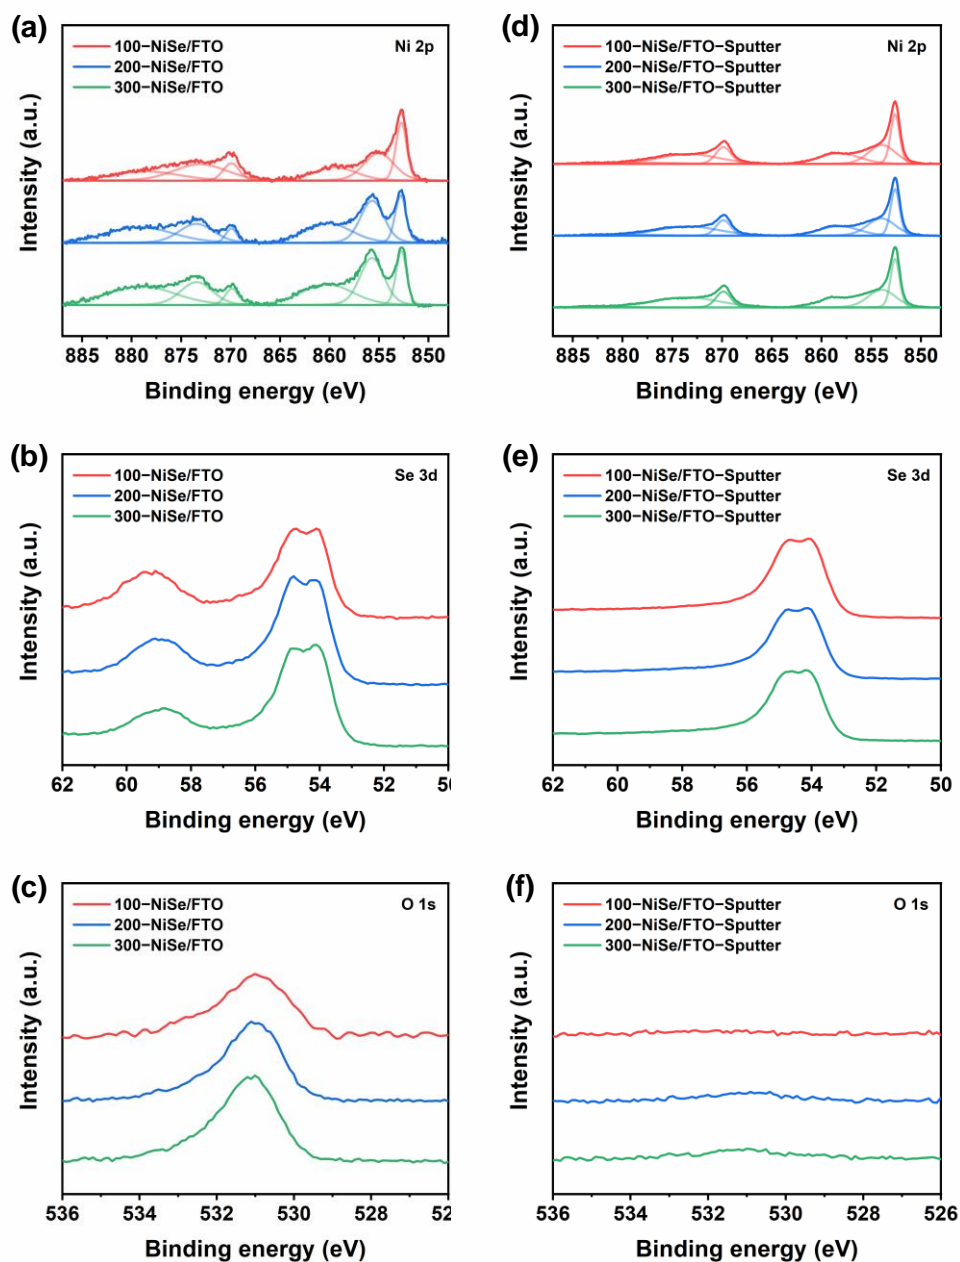 (a)
100−NiSe/FTO
200−NiSe/FTO
300−NiSe/FTO
Ni 2p
Intensity (a.u.)
885 880 875 870 865 860 855 850
Binding energy (eV)
(d)
100−NiSe/FTO−Sputter
200−NiSe/FTO−Sputter
300−NiSe/FTO−Sputter
Ni 2p
Intensity (a.u.)
885 880 875 870 865 860 855 850
Binding energy (eV)
(b)
100−NiSe/FTO
200−NiSe/FTO
300−NiSe/FTO
Se 3d
Intensity (a.u.)
62 60 58 56 54 52 50
Binding energy (eV)
(e)
100−NiSe/FTO−Sputter
200−NiSe/FTO−Sputter
300−NiSe/FTO−Sputter
Se 3d
Intensity (a.u.)
62 60 58 56 54 52 50
Binding energy (eV)
(c)
100−NiSe/FTO
200−NiSe/FTO
300−NiSe/FTO
O 1s
Intensity (a.u.)
536 534 532 530 528
Binding energy (eV)
(f)
100−NiSe/FTO−Sputter
200−NiSe/FTO−Sputter
300−NiSe/FTO−Sputter
O 1s
Intensity (a.u.)
536 534 532 530 528 526
Binding energy (eV)